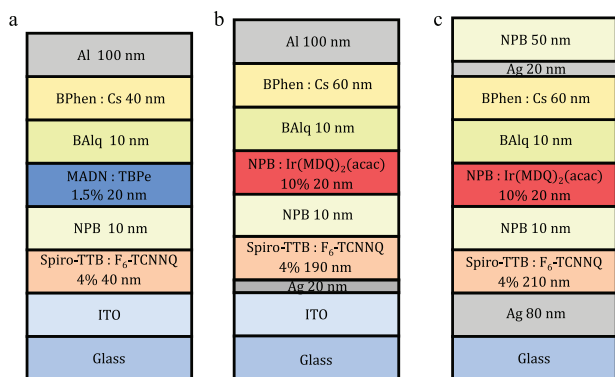 a
Al 100 nm
BPhen : Cs 40 nm
BAlq 10 nm
MADN : TBPe
1.5% 20 nm
NPB 10 nm
Spiro-TTB : F₆-TCNNQ
4% 40 nm
ITO
Glass
b
Al 100 nm
BPhen : Cs 60 nm
BAlq 10 nm
NPB : Ir(MDQ)₂(acac)
10% 20 nm
NPB 10 nm
Spiro-TTB : F₆-TCNNQ
4% 190 nm
Ag 20 nm
ITO
Glass
c
NPB 50 nm
Ag 20 nm
BPhen : Cs 60 nm
BAlq 10 nm
NPB : Ir(MDQ)₂(acac)
10% 20 nm
NPB 10 nm
Spiro-TTB : F₆-TCNNQ
4% 210 nm
Ag 80 nm
Glass